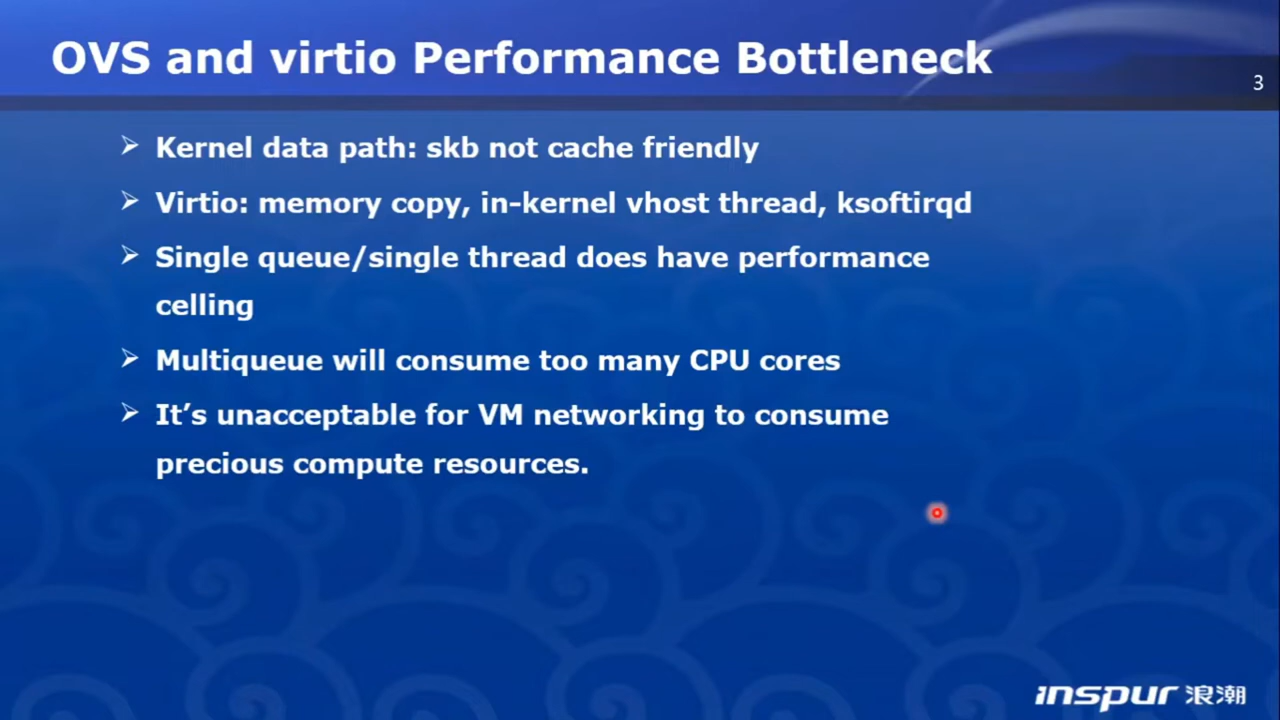 OVS and virtio Performance Bottleneck
3
➢ Kernel data path: skb not cache friendly
➢ Virtio: memory copy, in-kernel vhost thread, ksoftirqd
➢ Single queue/single thread does have performance
celling
➢ Multiqueue will consume too many CPU cores
➢ It’s unacceptable for VM networking to consume
precious compute resources.
inspur 浪潮